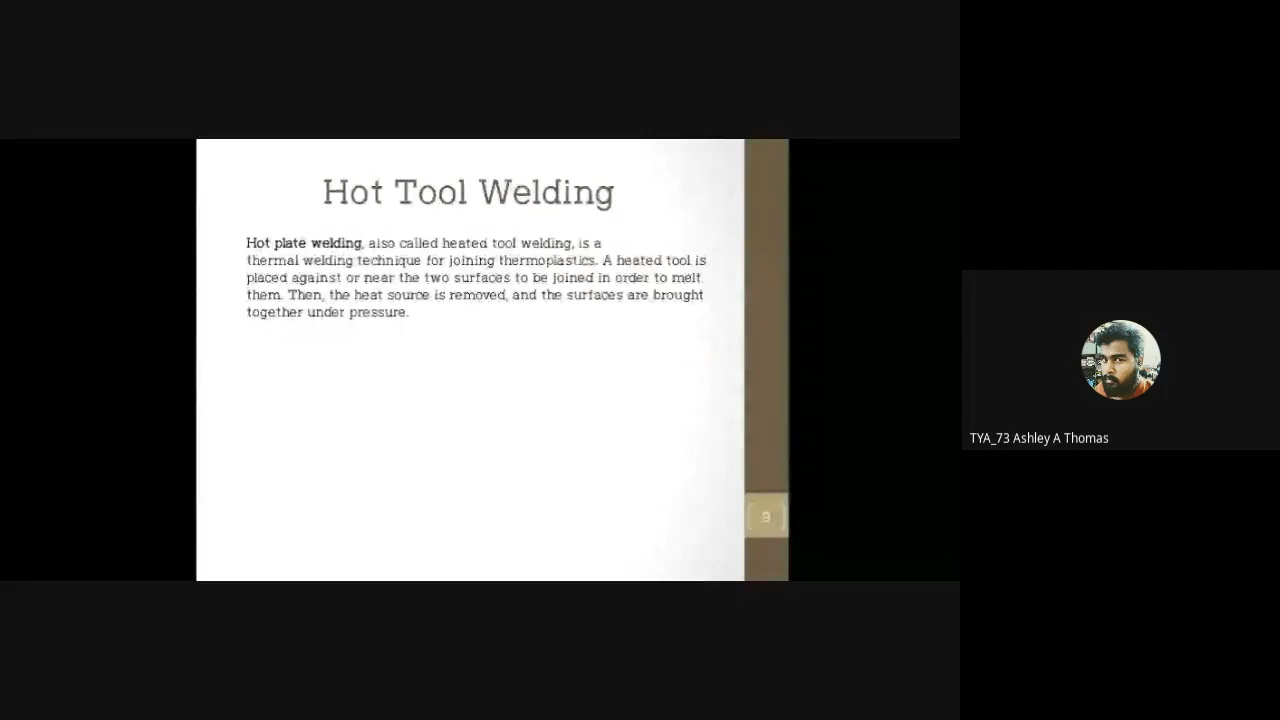 Hot Tool Welding
Hot plate welding, also called heated tool welding, is a
thermal welding technique for joining thermoplastics. A heated tool is
placed against or near the two surfaces to be joined in order to melt
them. Then, the heat source is removed, and the surfaces are brought
together under pressure.
TYA_73 Ashley A Thomas